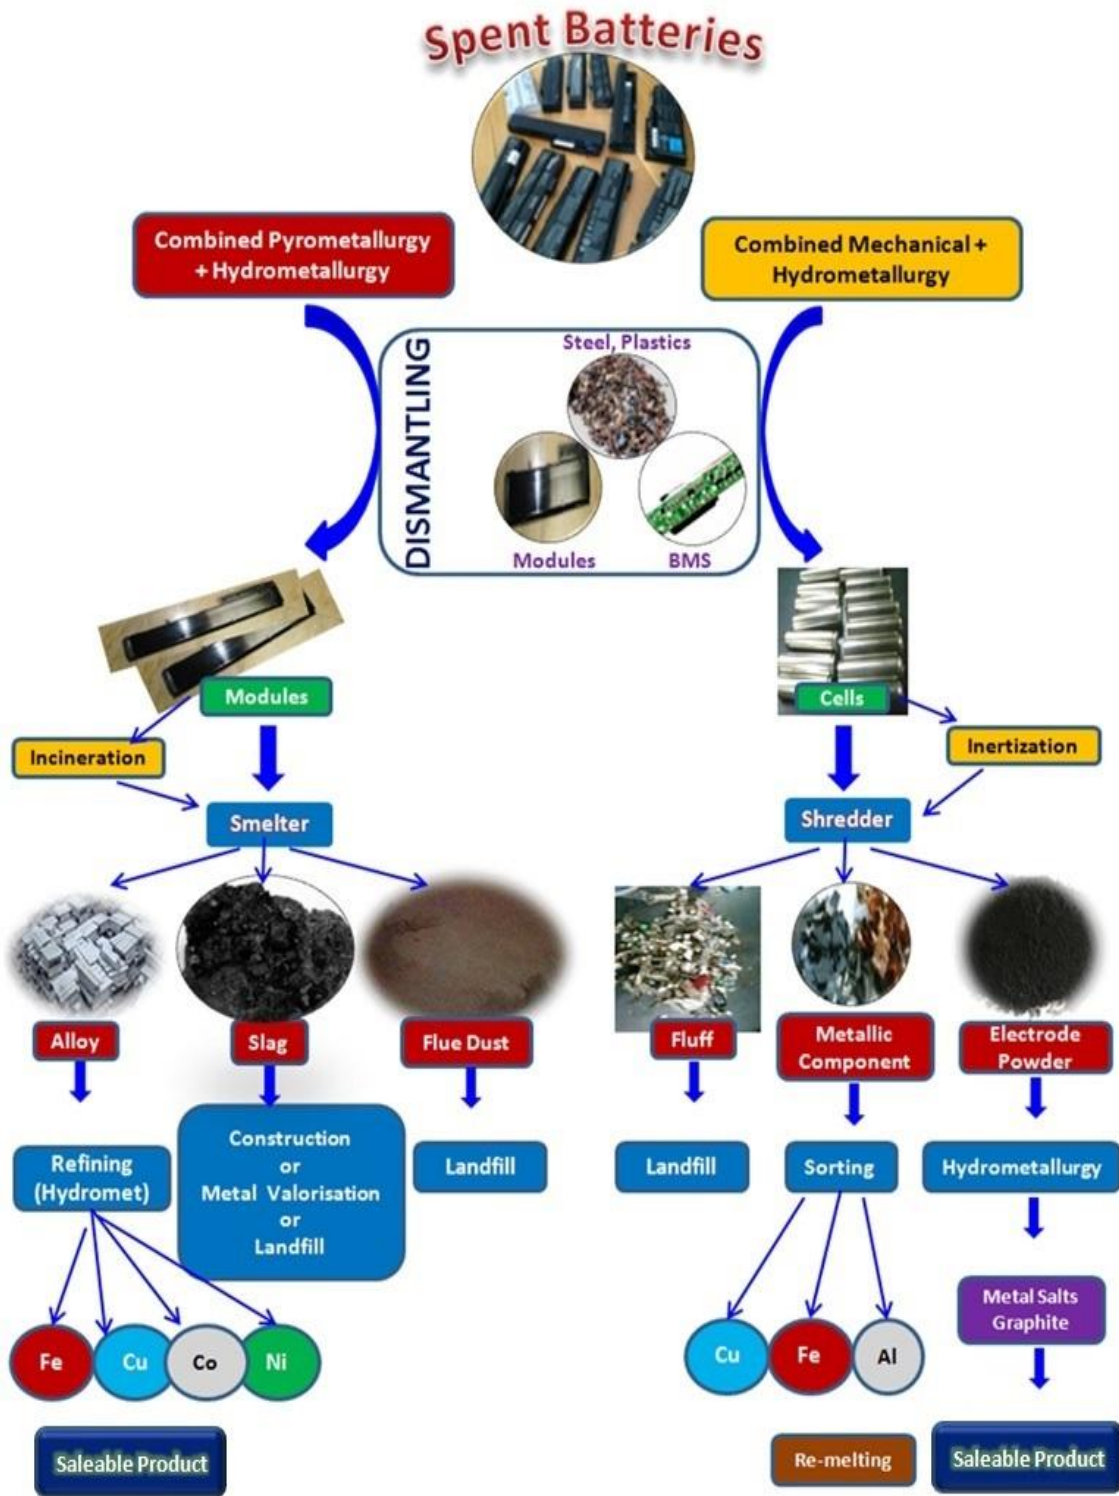 Spent Batteries
Combined Pyrometallurgy
+ Hydrometallurgy
Combined Mechanical +
Hydrometallurgy
DISMANTLING
Steel, Plastics
Modules
BMS
Modules
Cells
Incineration
Inertization
Smelter
Shredder
Alloy
Slag
Flue Dust
Fluff
Metallic
Component
Electrode
Powder
Refining
(Hydromet)
Construction
or
Metal Valorisation
or
Landfill
Landfill
Landfill
Sorting
Hydrometallurgy
Metal Salts
Graphite
Fe
Cu
Co
Ni
Cu
Fe
Al
Saleable Product
Re-melting
Saleable Product